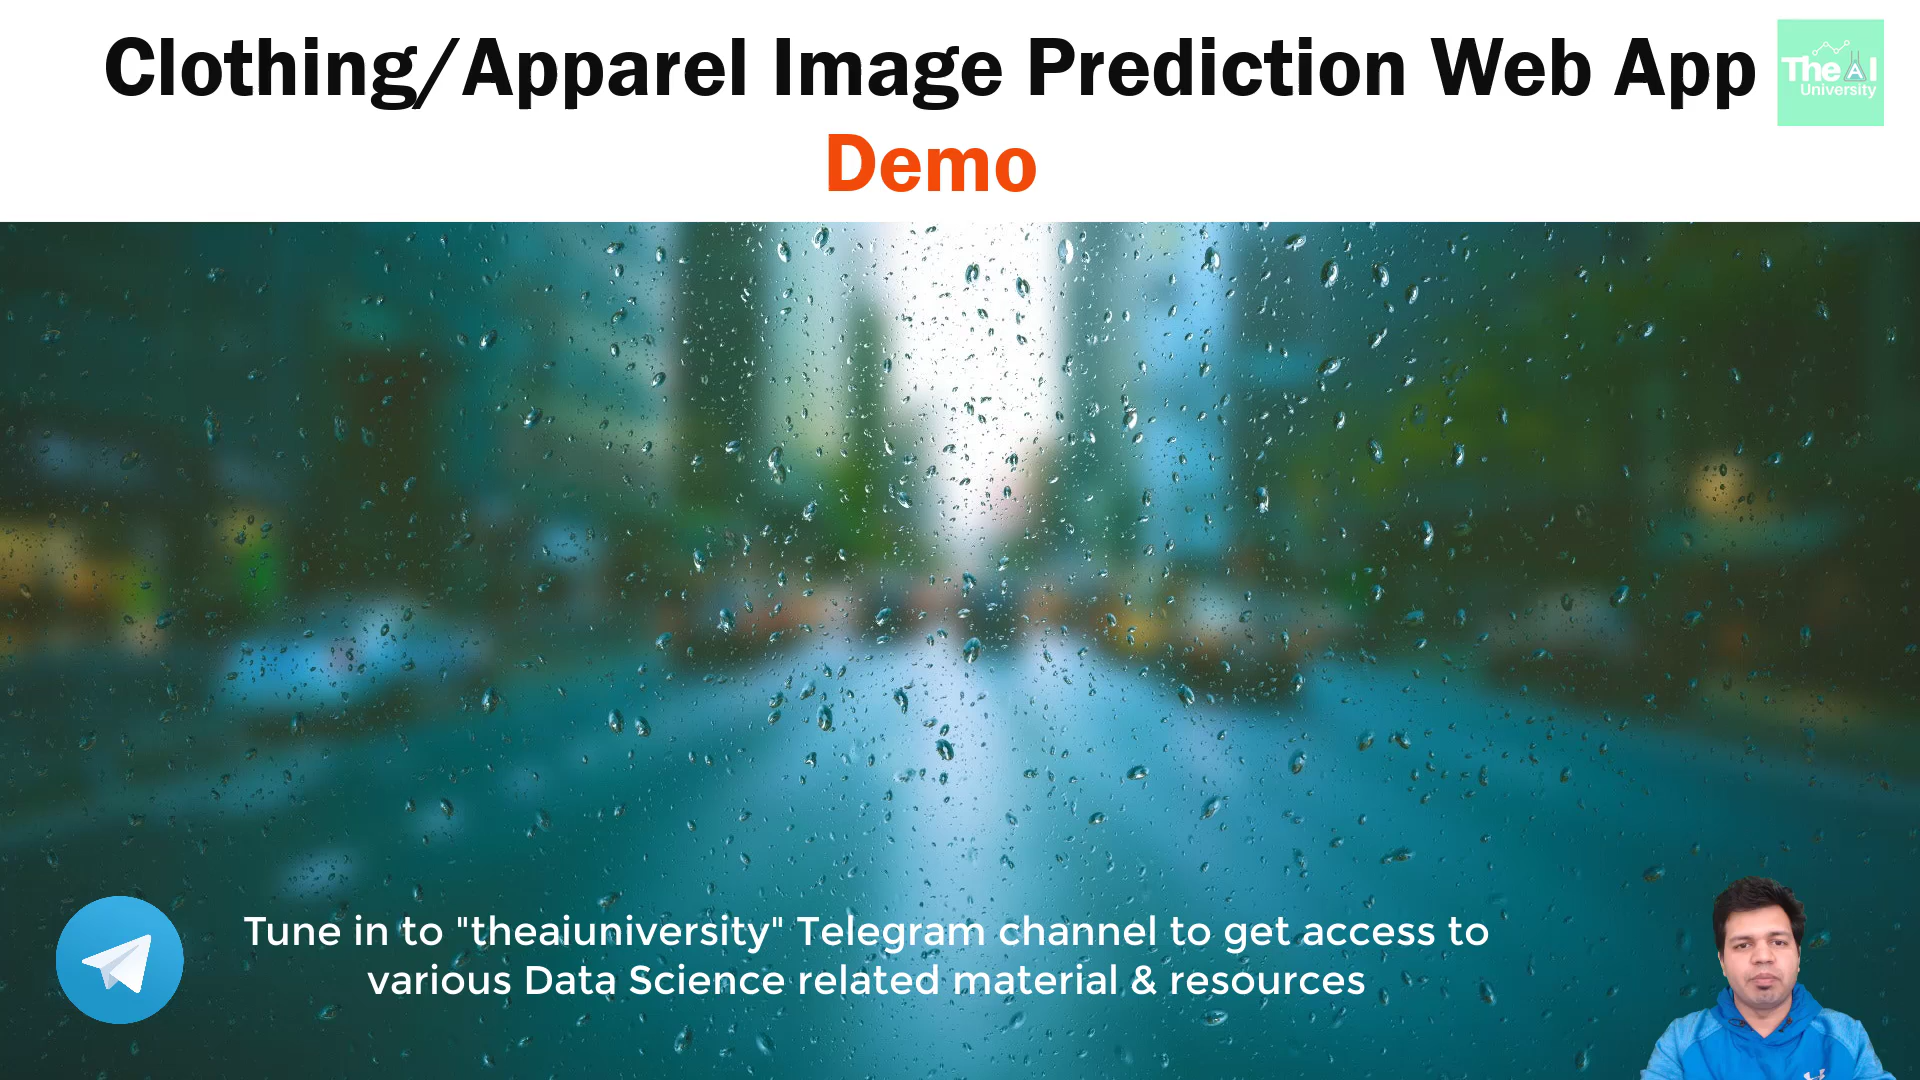 Clothing/Apparel Image Prediction Web App
The AI
University
Demo
Tune in to "theaiuniversity" Telegram channel to get access to
various Data Science related material & resources